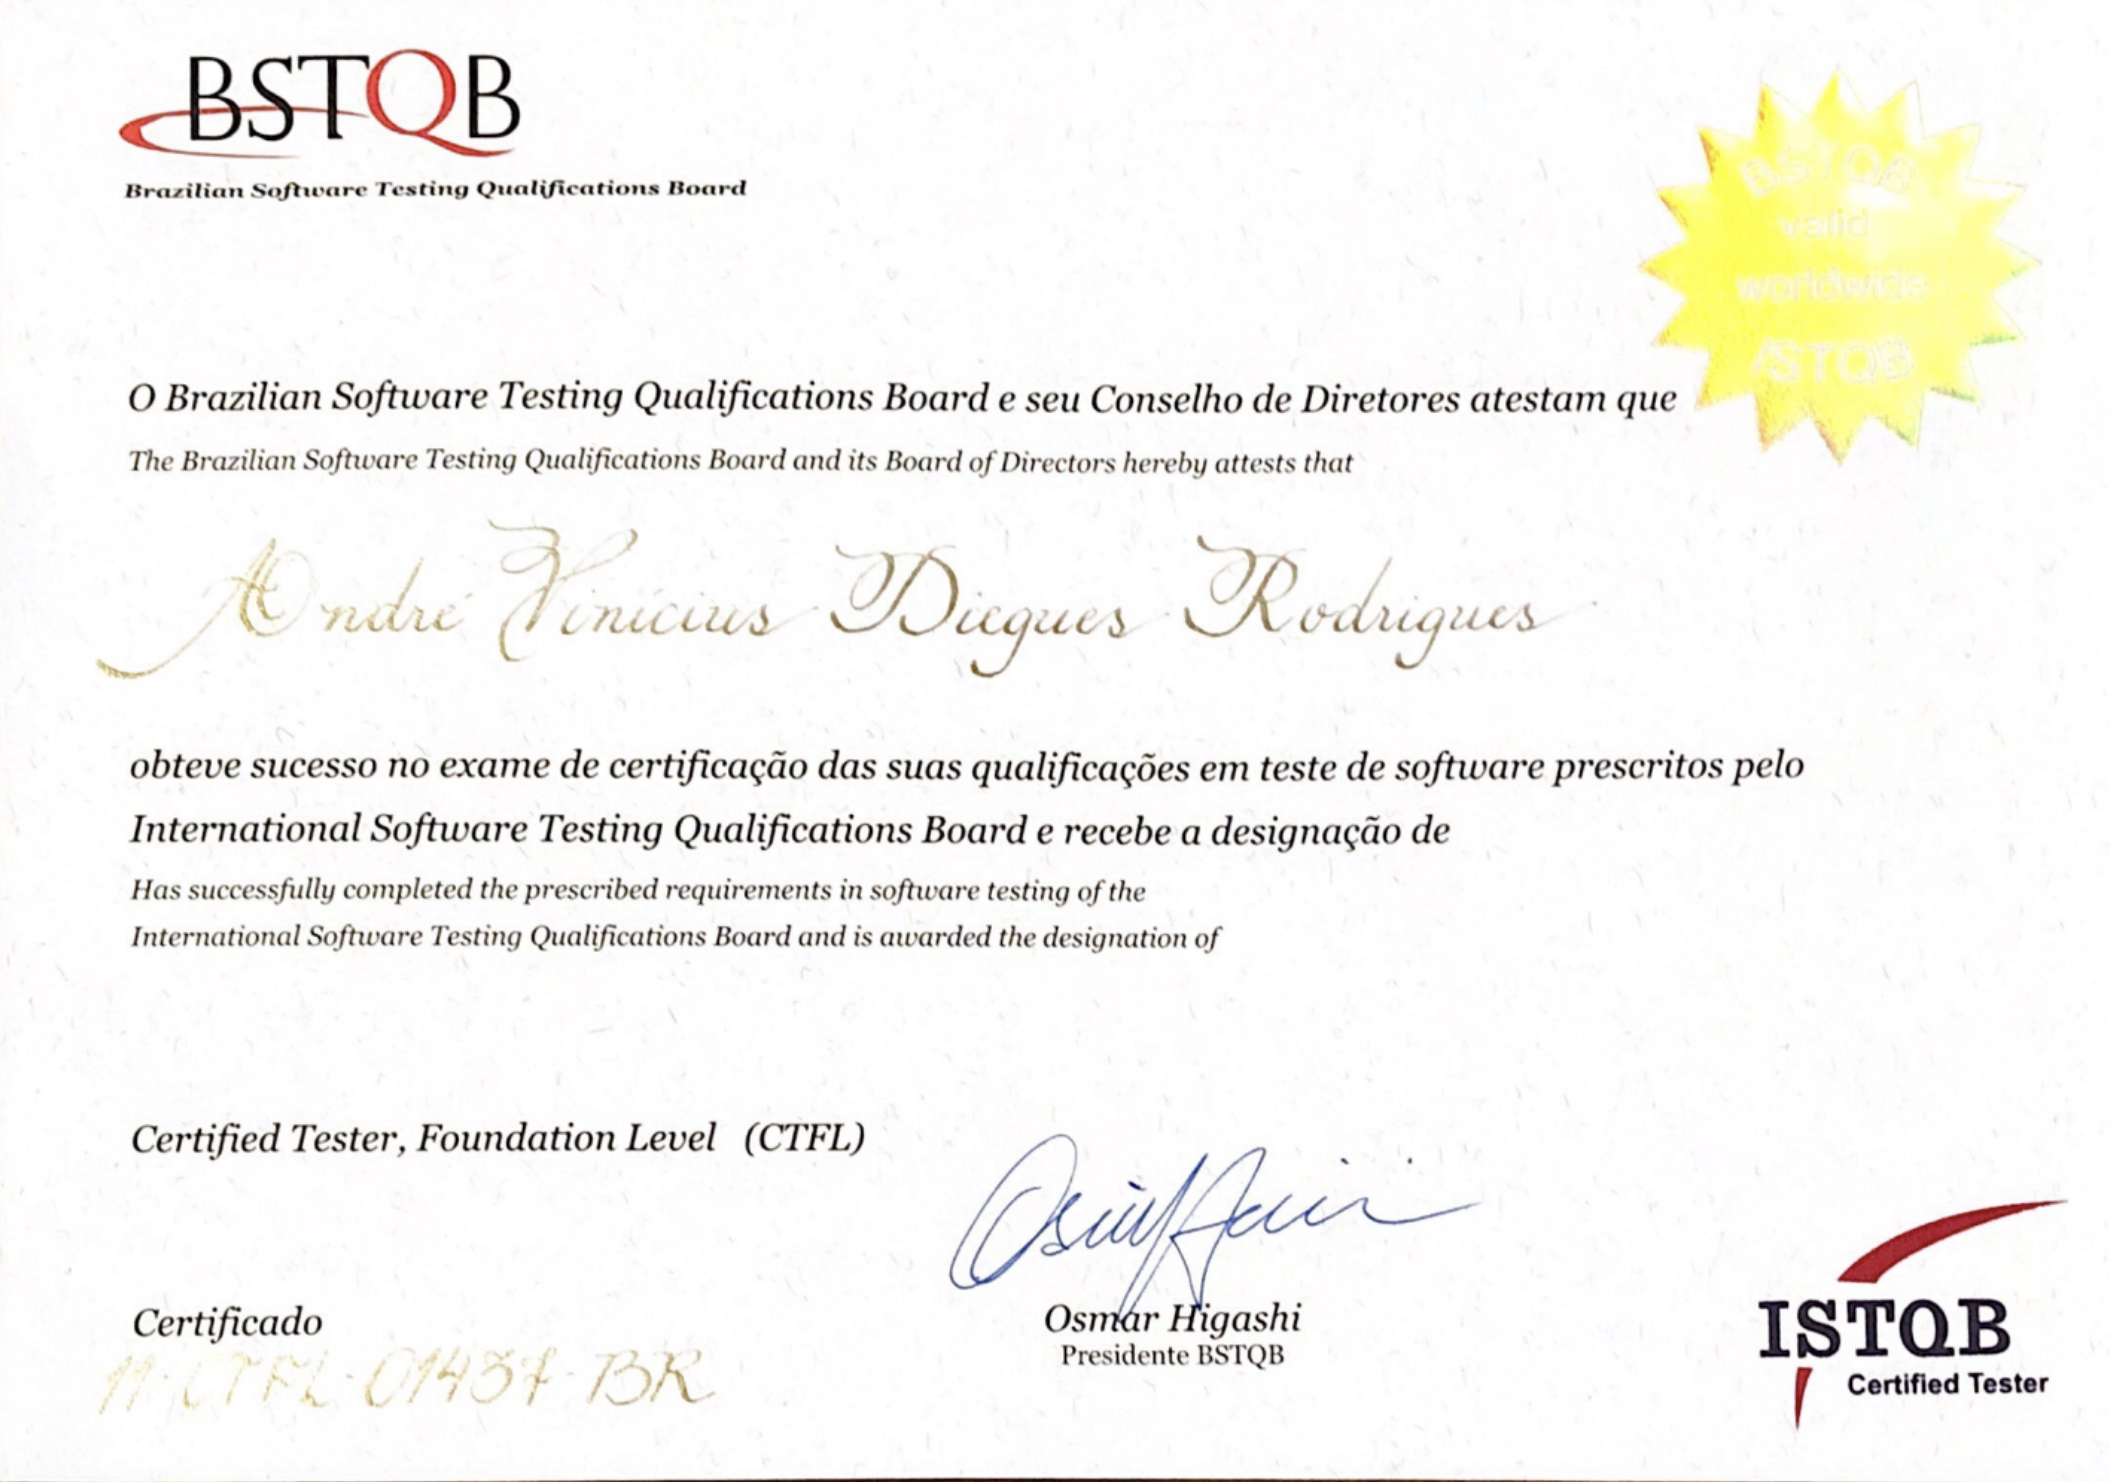 BSTQB
Brazilian Software Testing Qualifications Board
BSTQB
valid
worldwide
ISTQB
O Brazilian Software Testing Qualifications Board e seu Conselho de Diretores atestam que
The Brazilian Software Testing Qualifications Board and its Board of Directors hereby attests that
André Vinícius Diegues Rodrigues
obteve sucesso no exame de certificação das suas qualificações em teste de software prescritos pelo
International Software Testing Qualifications Board e recebe a designação de
Has successfully completed the prescribed requirements in software testing of the
International Software Testing Qualifications Board and is awarded the designation of
Certified Tester, Foundation Level (CTFL)
Certificado
11-CTFL-01437-BR
Osmar Higashi
Presidente BSTQB
ISTQB
Certified Tester